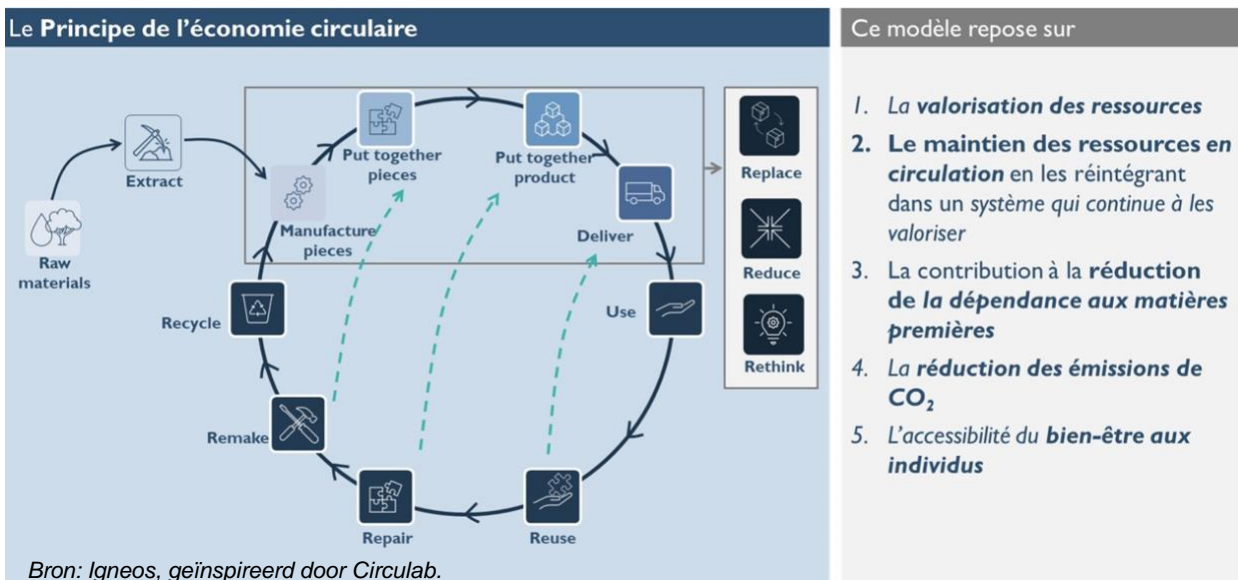 Le Principe de l'économie circulaire
Extract
Raw
materials
Manufacture
pieces
Put together
pieces
Put together
product
Deliver
Use
Reuse
Repair
Remake
Recycle
Replace
Reduce
Rethink
Bron: Igneos, geïnspireerd door Circulab.
Ce modèle repose sur
1. La valorisation des ressources
2. Le maintien des ressources en
circulation en les réintégrant
dans un système qui continue à les
valoriser
3. La contribution à la réduction
de la dépendance aux matières
premières
4. La réduction des émissions de
CO₂
5. L'accessibilité du bien-être aux
individus